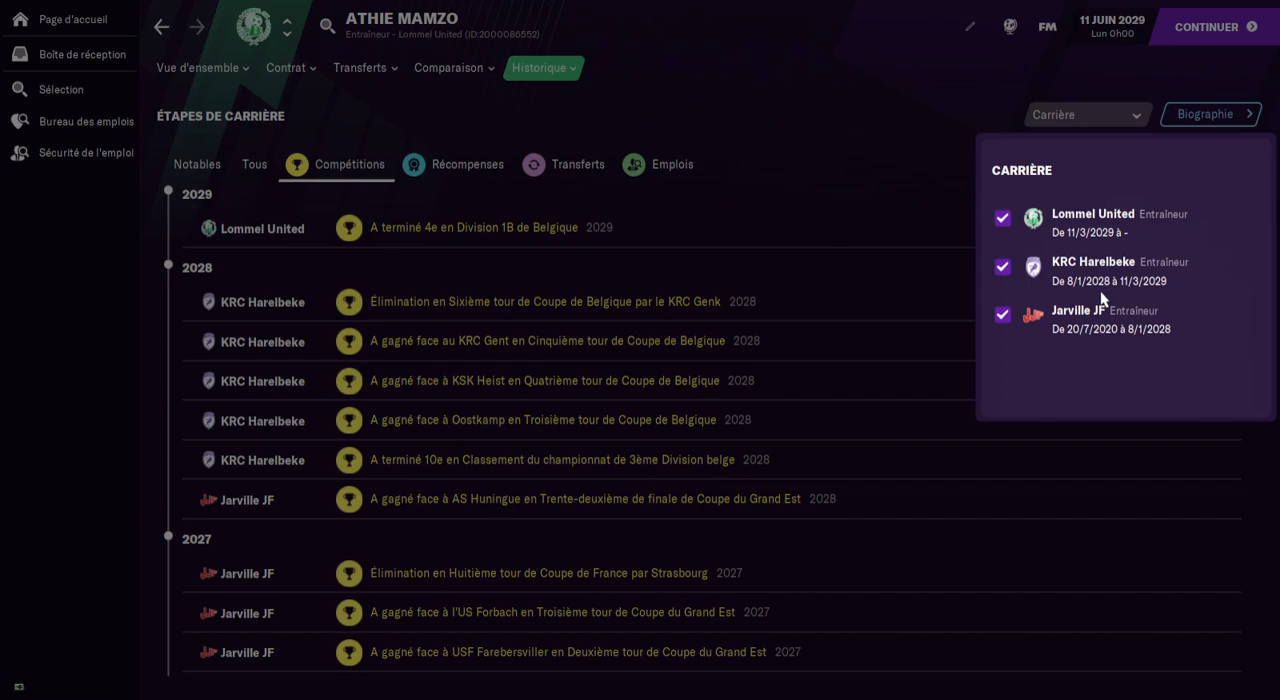 Page d'accueil
Boîte de réception
Sélection
Bureau des emplois
Sécurité de l'emploi
ATHIE MAMZO
Entraîneur - Lommel United (ID:2000086552)
FM
11 JUIN 2029
Lun 0h00
CONTINUER
Vue d'ensemble
Contrat
Transferts
Comparaison
Historique
ÉTAPES DE CARRIÈRE
Carrière
Biographie
Notables
Tous
Compétitions
Récompenses
Transferts
Emplois
2029
Lommel United A terminé 4e en Division 1B de Belgique 2029
2028
KRC Harelbeke Élimination en Sixième tour de Coupe de Belgique par le KRC Genk 2028
KRC Harelbeke A gagné face au KRC Gent en Cinquième tour de Coupe de Belgique 2028
KRC Harelbeke A gagné face à KSK Heist en Quatrième tour de Coupe de Belgique 2028
KRC Harelbeke A gagné face à Oostkamp en Troisième tour de Coupe de Belgique 2028
KRC Harelbeke A terminé 10e en Classement du championnat de 3ème Division belge 2028
Jarville JF A gagné face à AS Huningue en Trente-deuxième de finale de Coupe du Grand Est 2028
2027
Jarville JF Élimination en Huitième tour de Coupe de France par Strasbourg 2027
Jarville JF A gagné face à l'US Forbach en Troisième tour de Coupe du Grand Est 2027
Jarville JF A gagné face à USF Farebersviller en Deuxième tour de Coupe du Grand Est 2027
CARRIÈRE
Lommel United Entraîneur
De 11/3/2029 à -
KRC Harelbeke Entraîneur
De 8/1/2028 à 11/3/2029
Jarville JF Entraîneur
De 20/7/2020 à 8/1/2028